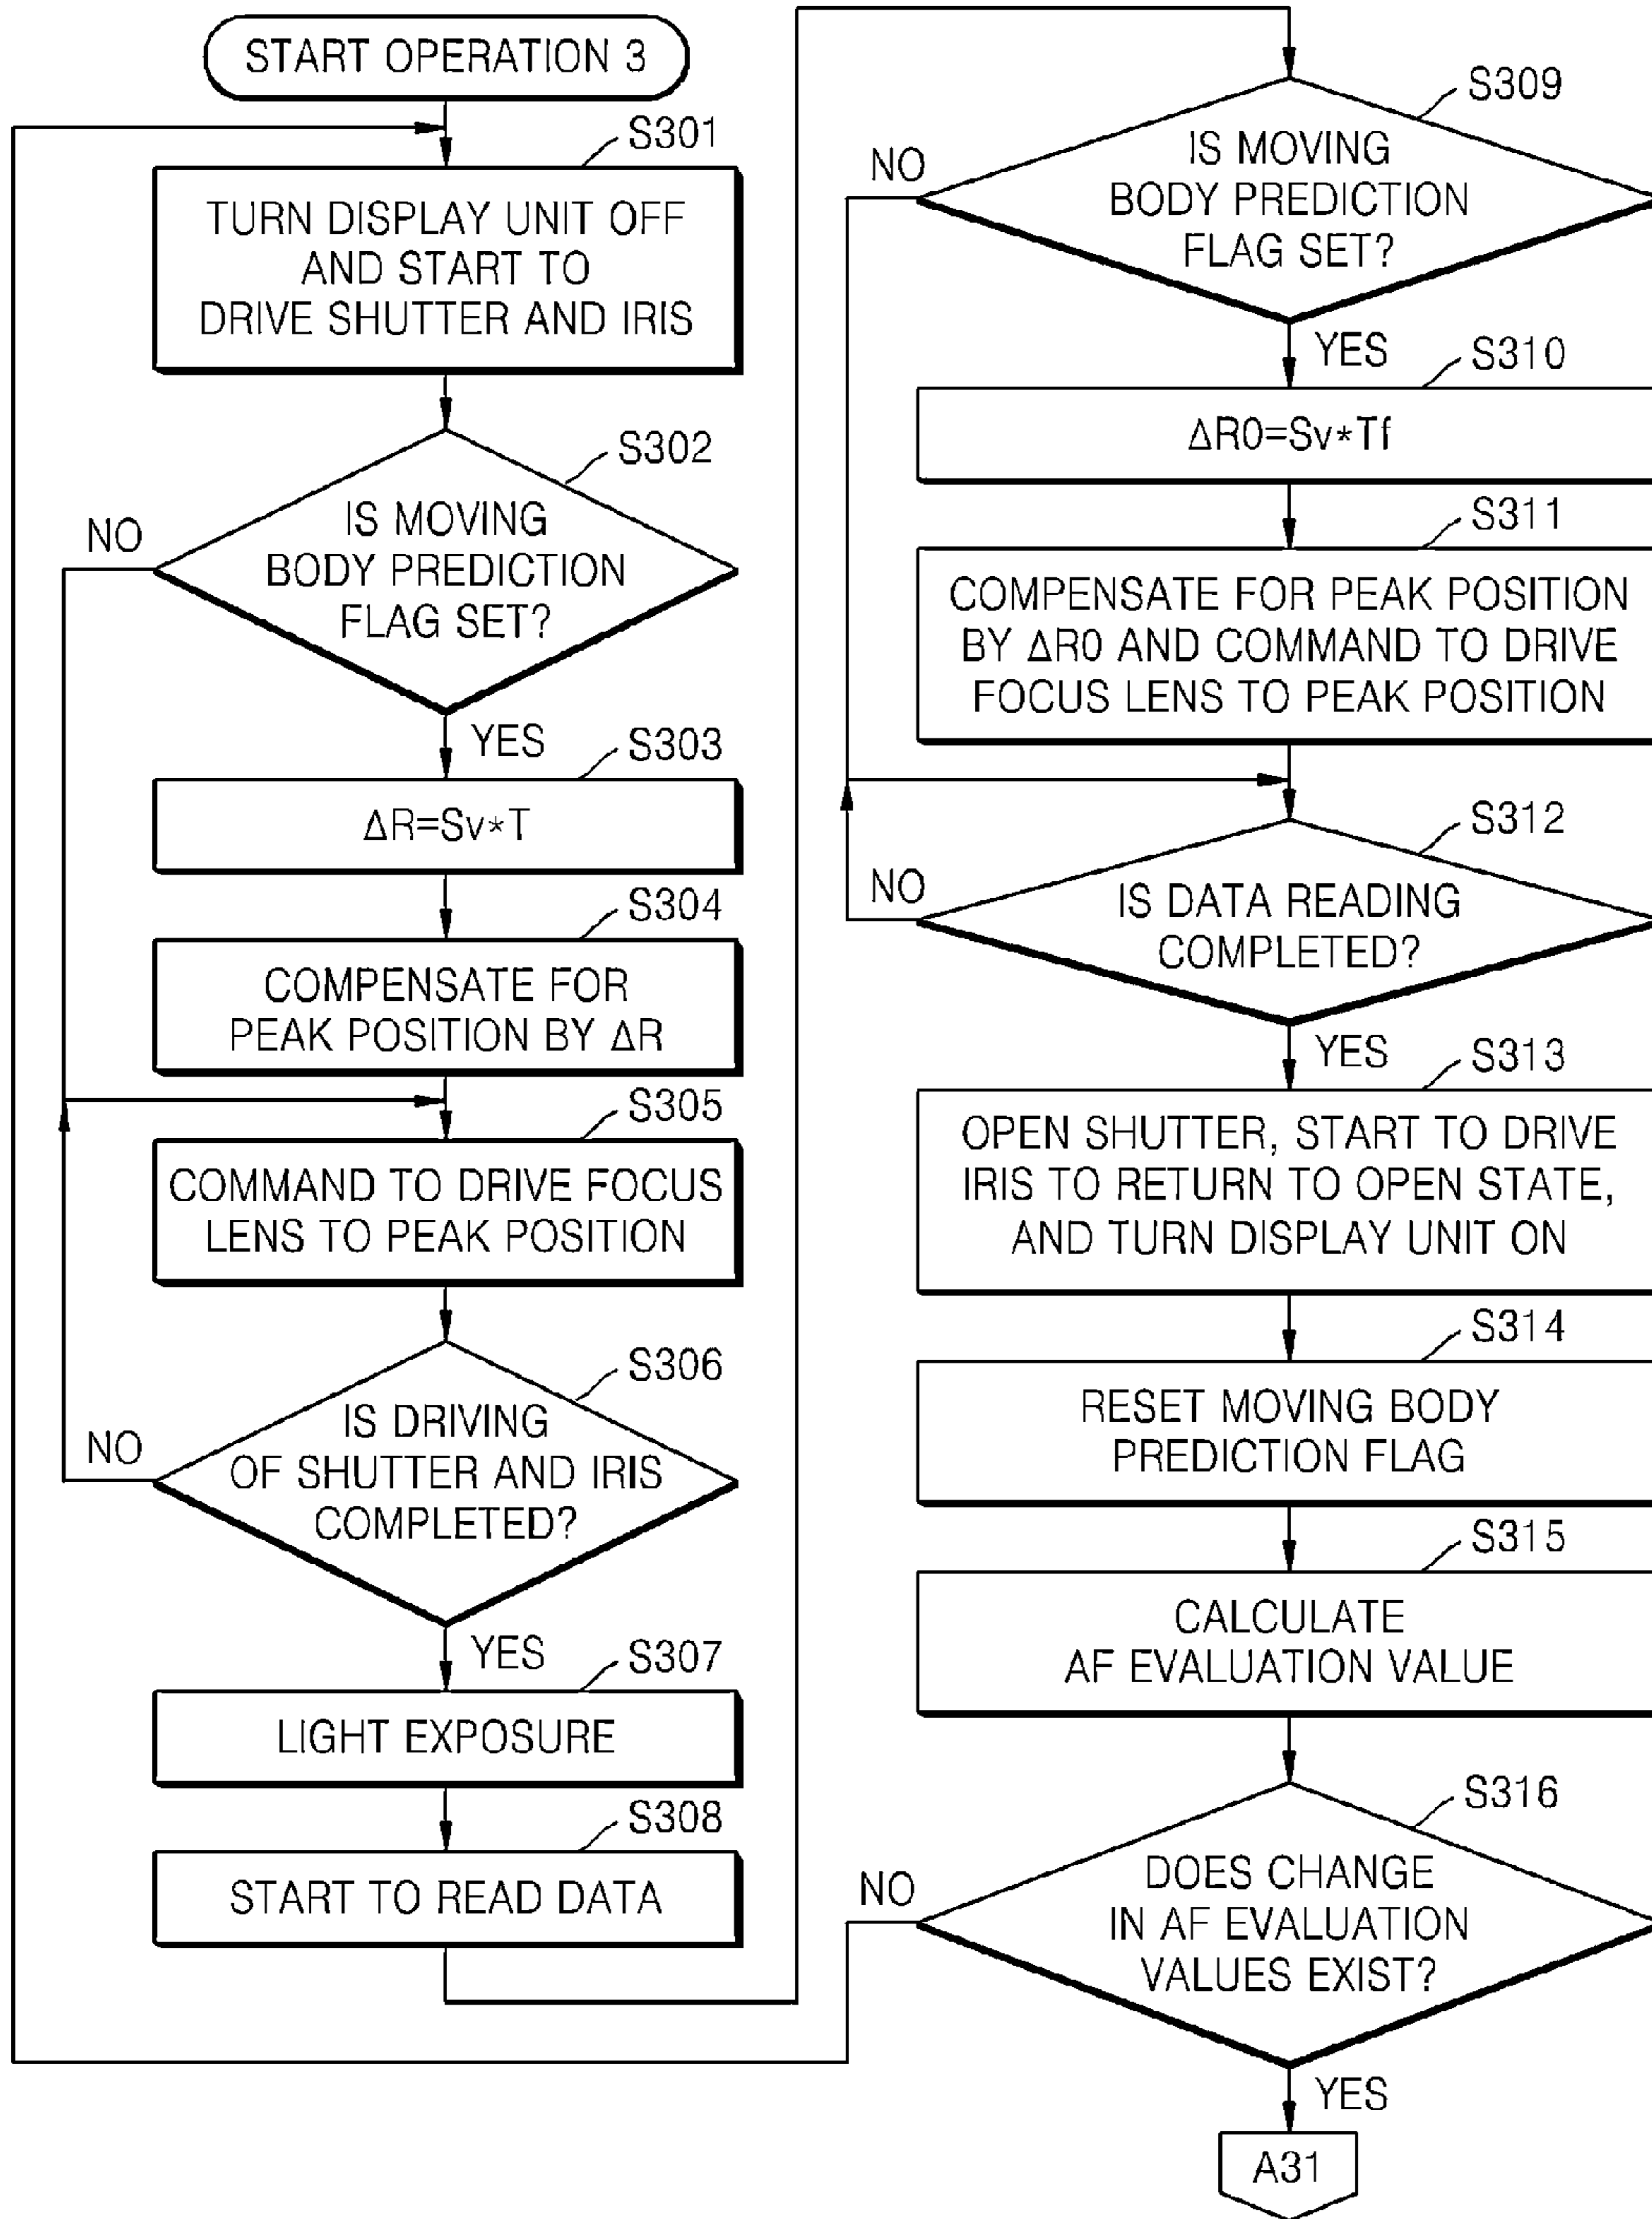 START OPERATION 3
S301
TURN DISPLAY UNIT OFF
AND START TO
DRIVE SHUTTER AND IRIS
S302
IS MOVING
BODY PREDICTION
FLAG SET?
NO
YES
S303
ΔR=Sv*T
S304
COMPENSATE FOR
PEAK POSITION BY ΔR
S305
COMMAND TO DRIVE FOCUS
LENS TO PEAK POSITION
S306
IS DRIVING
OF SHUTTER AND IRIS
COMPLETED?
NO
YES
S307
LIGHT EXPOSURE
S308
START TO READ DATA
S309
IS MOVING
BODY PREDICTION
FLAG SET?
NO
YES
S310
ΔR0=Sv*Tf
S311
COMPENSATE FOR PEAK POSITION
BY ΔR0 AND COMMAND TO DRIVE
FOCUS LENS TO PEAK POSITION
S312
IS DATA READING
COMPLETED?
NO
YES
S313
OPEN SHUTTER, START TO DRIVE
IRIS TO RETURN TO OPEN STATE,
AND TURN DISPLAY UNIT ON
S314
RESET MOVING BODY
PREDICTION FLAG
S315
CALCULATE
AF EVALUATION VALUE
S316
DOES CHANGE
IN AF EVALUATION
VALUES EXIST?
NO
YES
A31